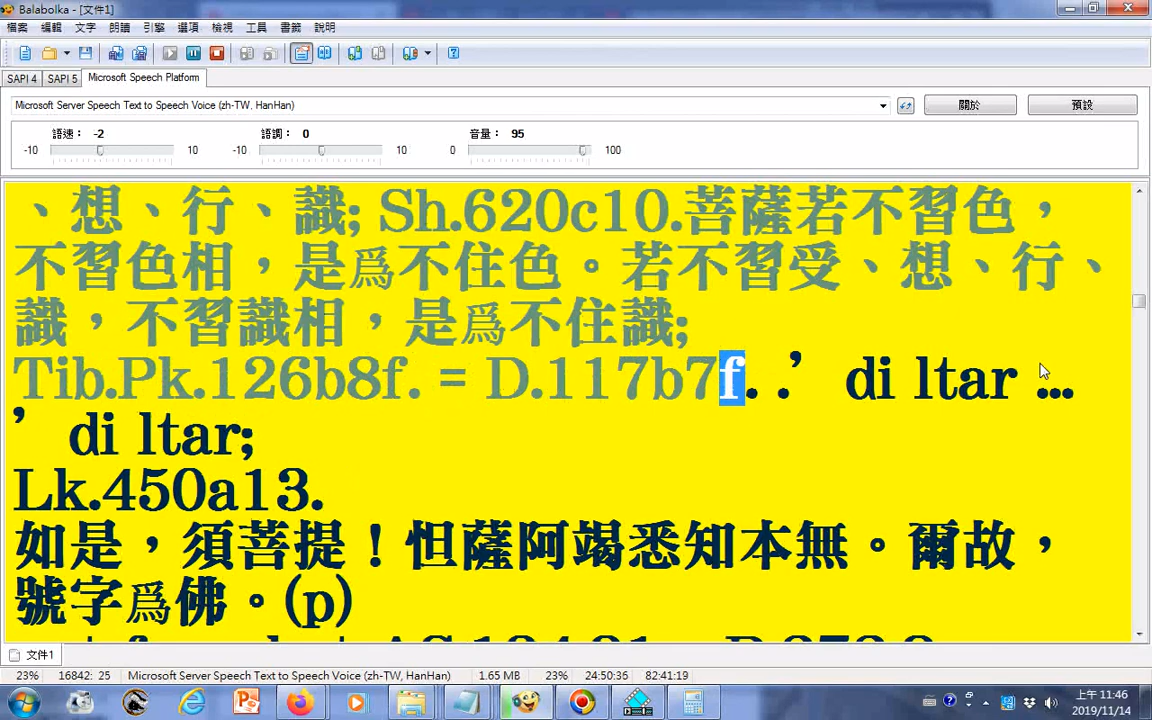 Balabolka - [文件1]
檔案 編輯 文字 朗讀 引擎 選項 檢視 工具 書籤 說明
SAPI 4 SAPI 5 Microsoft Speech Platform
Microsoft Server Speech Text to Speech Voice (zh-TW, HanHan) 關於 預設
語速： -2 語調： 0 音量： 95
-10 10 -10 10 0 100
、想、行、識; Sh.620c10.菩薩若不習色，
不習色相，是爲不住色。若不習受、想、行、
識，不習識相，是爲不住識;
Tib.Pk.126b8f. = D.117b7f. .’ di ltar ...
’ di ltar;
Lk.450a13.
如是，須菩提！怛薩阿竭悉知本無。爾故，
號字爲佛。(p)
文件1
23% 16842: 25 Microsoft Server Speech Text to Speech Voice (zh-TW, HanHan) 1.65 MB 23% 24:50:36 82:41:19
上午 11:46
2019/11/14